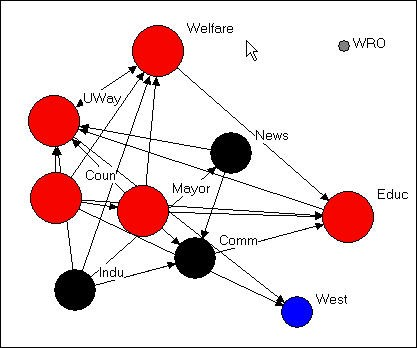 Welfare
WRO
UWay
News
Coun
Mayor
Educ
Comm
Indu
West